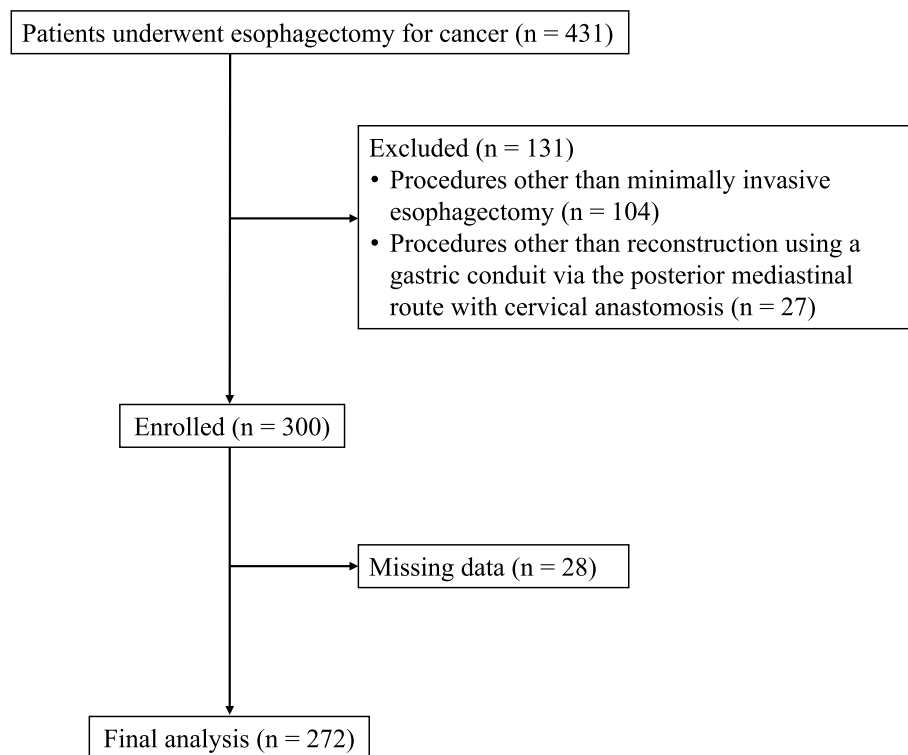 Patients underwent esophagectomy for cancer (n = 431)
Excluded (n = 131)
• Procedures other than minimally invasive
esophagectomy (n = 104)
• Procedures other than reconstruction using a
gastric conduit via the posterior mediastinal
route with cervical anastomosis (n = 27)
Enrolled (n = 300)
Missing data (n = 28)
Final analysis (n = 272)